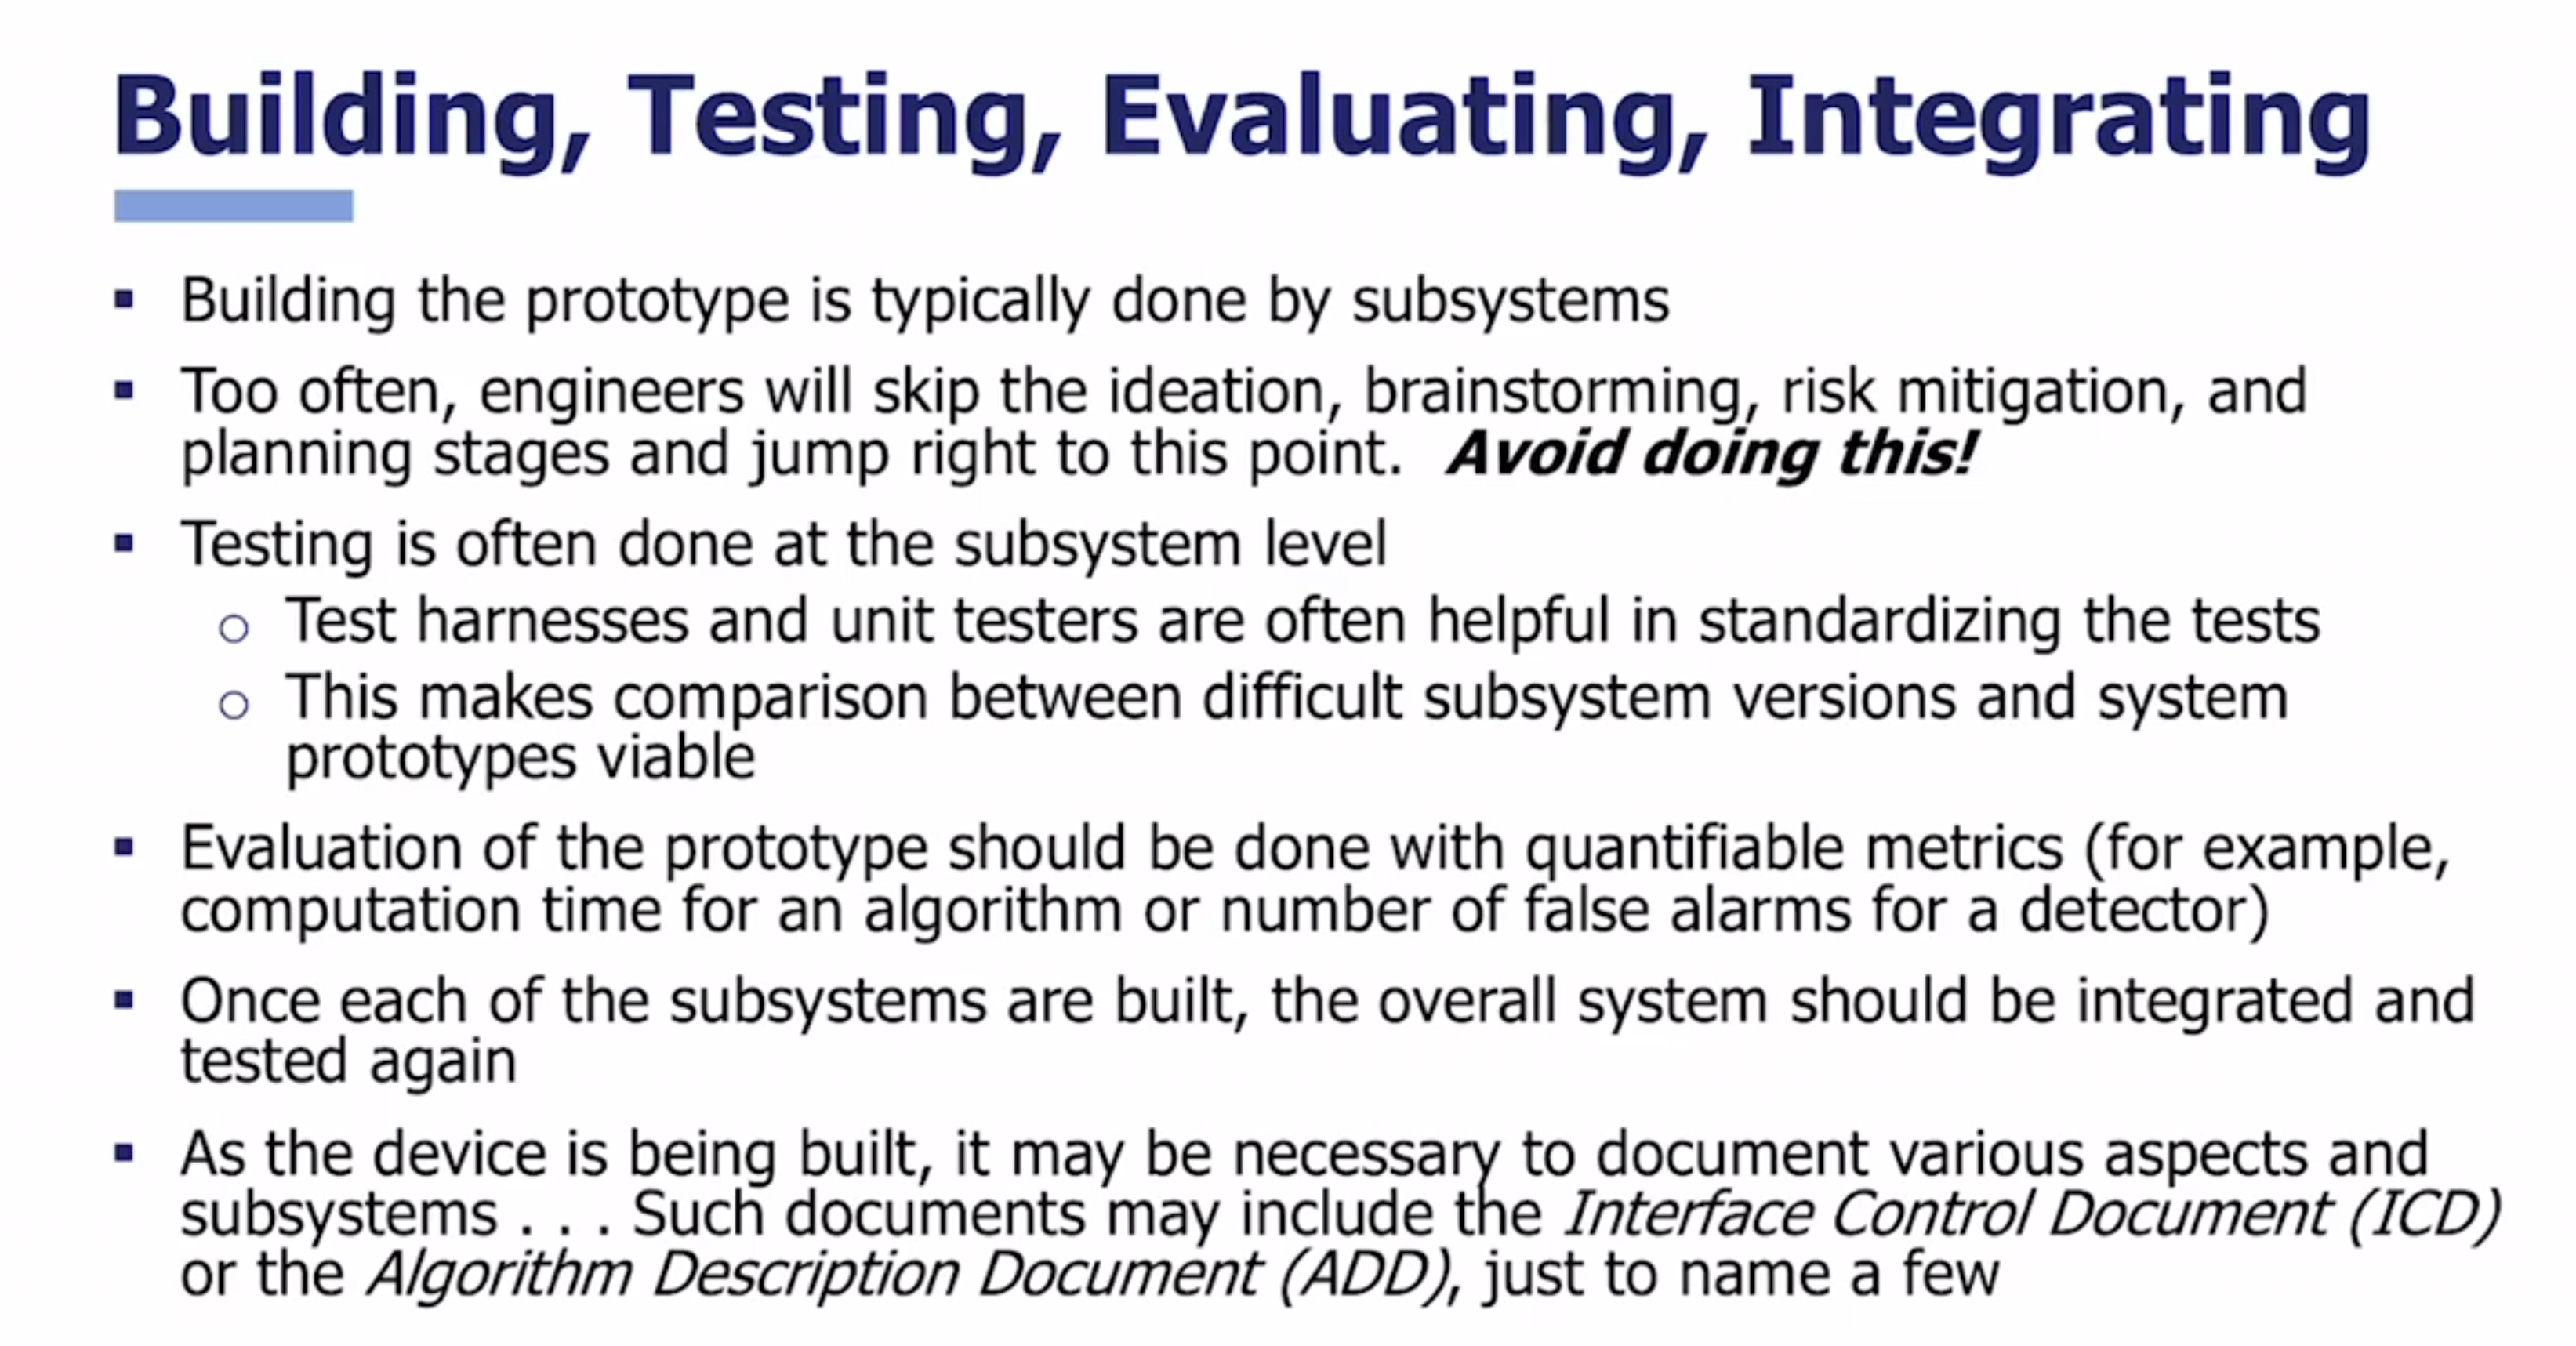 Building, Testing, Evaluating, Integrating
▪ Building the prototype is typically done by subsystems
▪ Too often, engineers will skip the ideation, brainstorming, risk mitigation, and
planning stages and jump right to this point. Avoid doing this!
▪ Testing is often done at the subsystem level
○ Test harnesses and unit testers are often helpful in standardizing the tests
○ This makes comparison between difficult subsystem versions and system
prototypes viable
▪ Evaluation of the prototype should be done with quantifiable metrics (for example,
computation time for an algorithm or number of false alarms for a detector)
▪ Once each of the subsystems are built, the overall system should be integrated and
tested again
▪ As the device is being built, it may be necessary to document various aspects and
subsystems . . . Such documents may include the Interface Control Document (ICD)
or the Algorithm Description Document (ADD), just to name a few